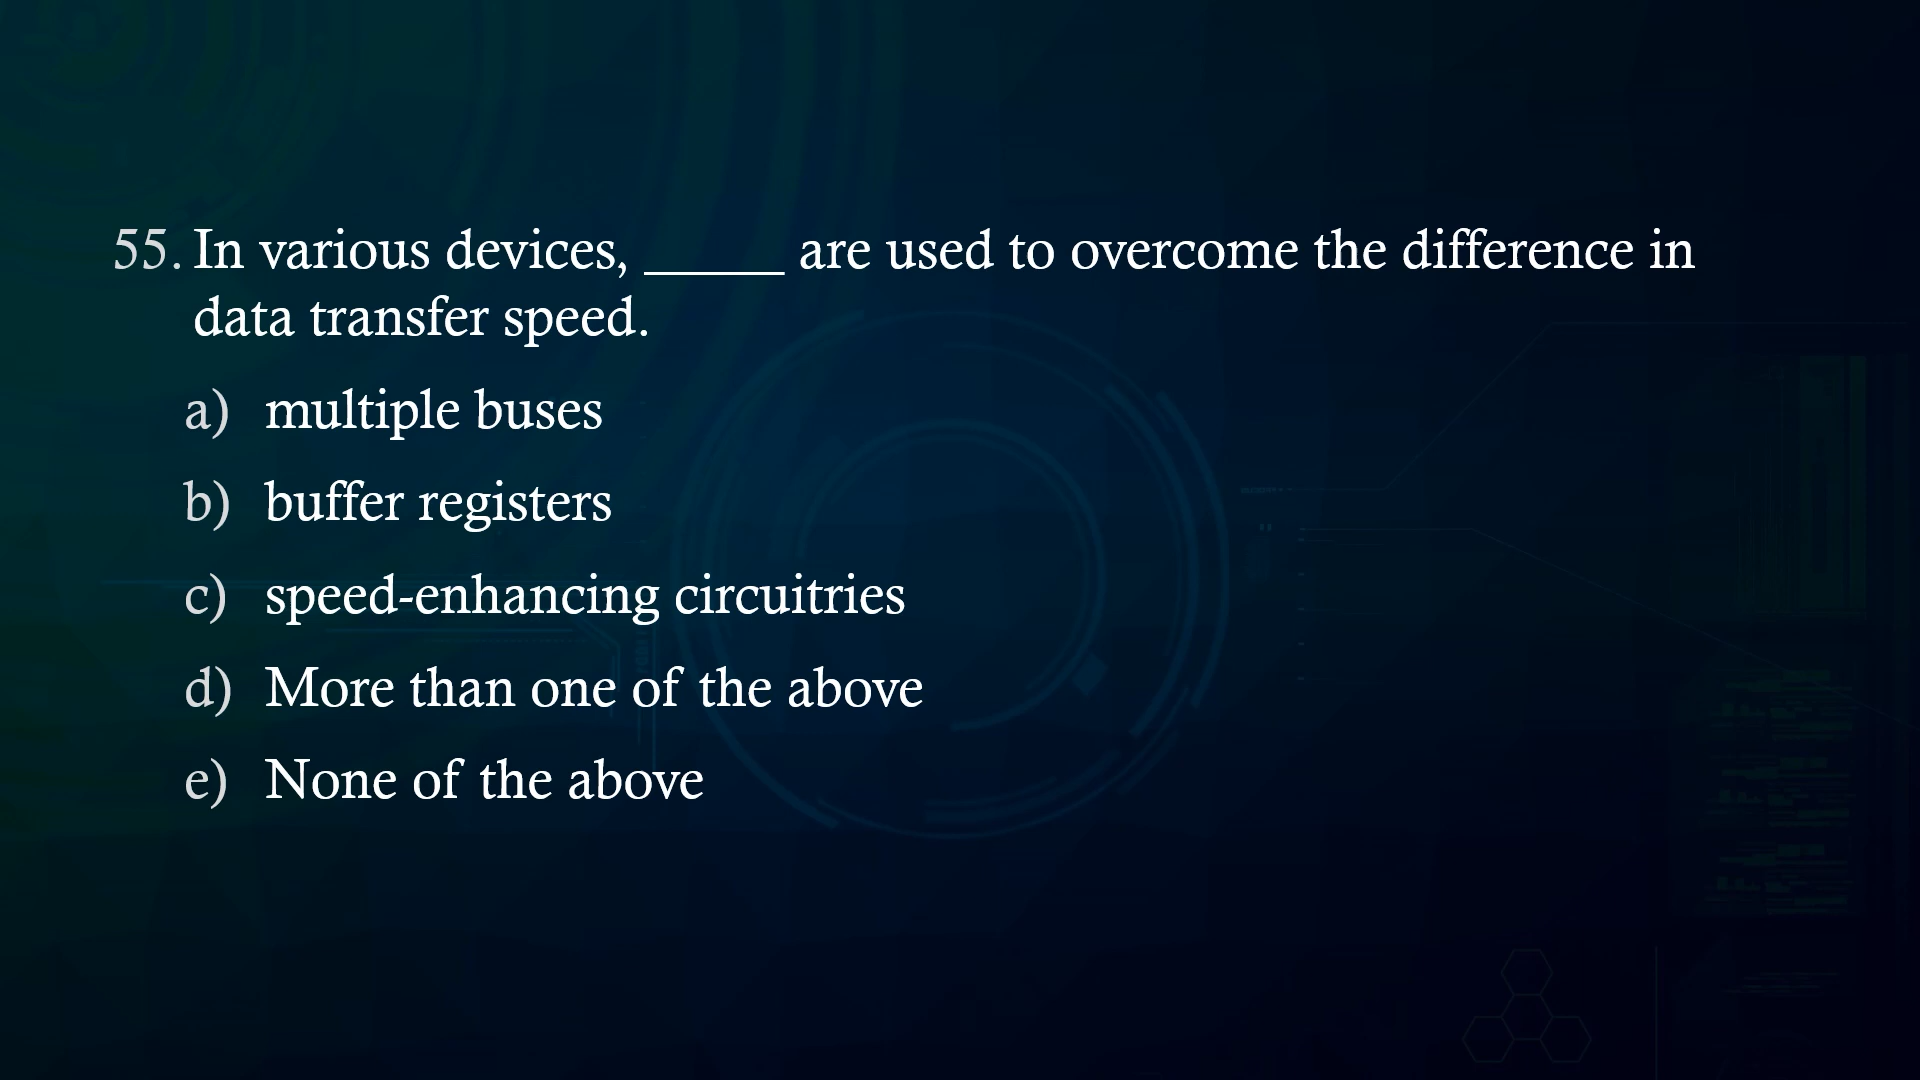 55. In various devices, _____ are used to overcome the difference in
data transfer speed.
a) multiple buses
b) buffer registers
c) speed-enhancing circuitries
d) More than one of the above
e) None of the above